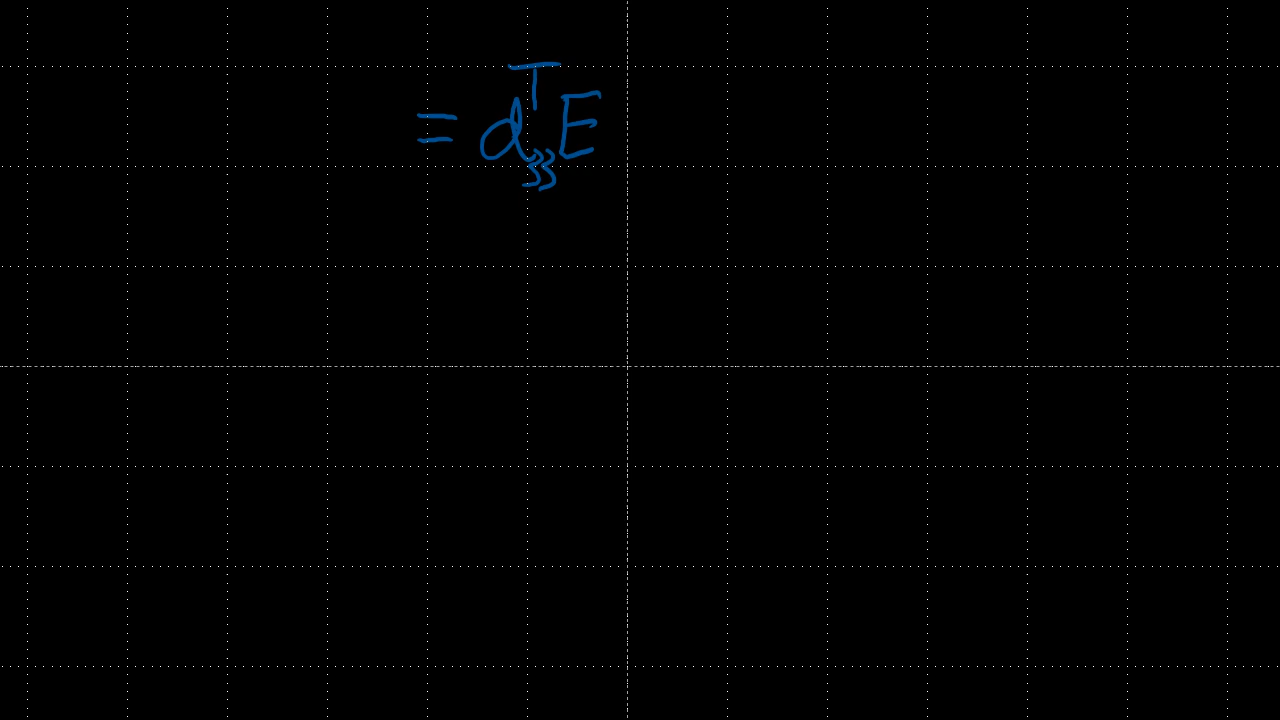 = d₃₃ᵀE